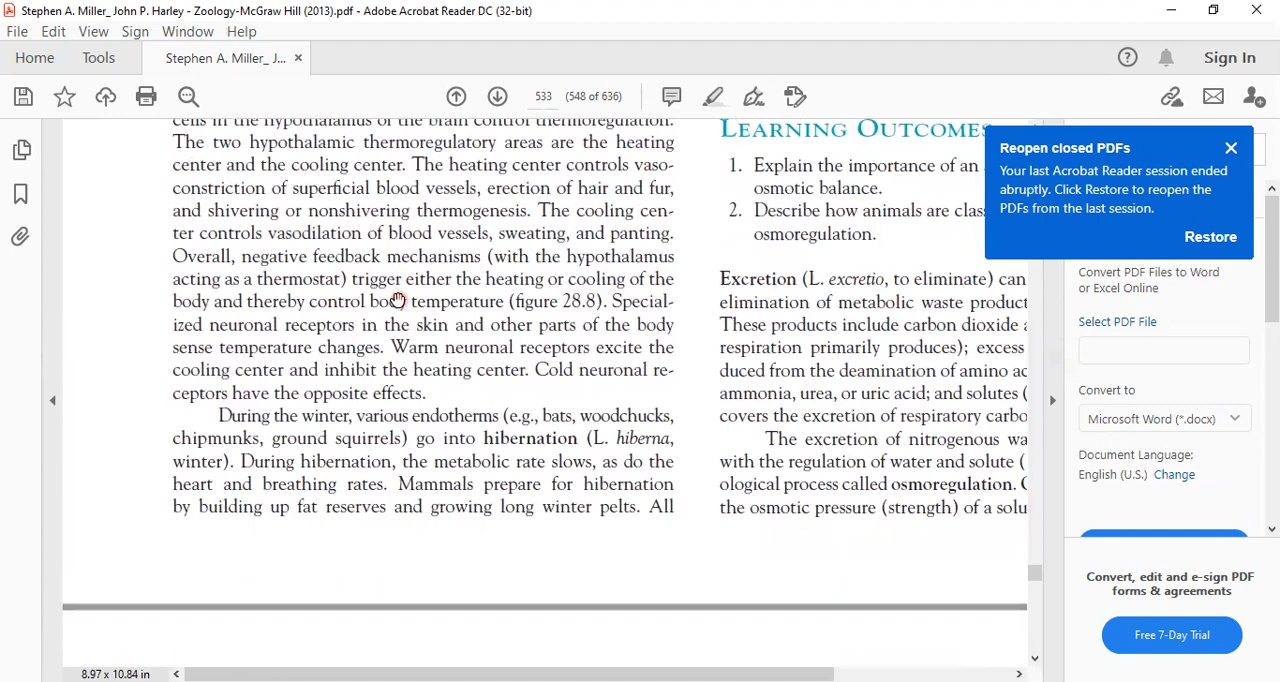 Stephen A. Miller_ John P. Harley - Zoology-McGraw Hill (2013).pdf - Adobe Acrobat Reader DC (32-bit)
File Edit View Sign Window Help
Home Tools Stephen A. Miller_ J... Sign In
533 (548 of 636)
cells in the hypothalamus of the brain control thermoregulation.
The two hypothalamic thermoregulatory areas are the heating
center and the cooling center. The heating center controls vaso-
constriction of superficial blood vessels, erection of hair and fur,
and shivering or nonshivering thermogenesis. The cooling cen-
ter controls vasodilation of blood vessels, sweating, and panting.
Overall, negative feedback mechanisms (with the hypothalamus
acting as a thermostat) trigger either the heating or cooling of the
body and thereby control body temperature (figure 28.8). Special-
ized neuronal receptors in the skin and other parts of the body
sense temperature changes. Warm neuronal receptors excite the
cooling center and inhibit the heating center. Cold neuronal re-
ceptors have the opposite effects.
During the winter, various endotherms (e.g., bats, woodchucks,
chipmunks, ground squirrels) go into hibernation (L. hiberna,
winter). During hibernation, the metabolic rate slows, as do the
heart and breathing rates. Mammals prepare for hibernation
by building up fat reserves and growing long winter pelts. All
LEARNING OUTCOMES
1. Explain the importance of an
osmotic balance.
2. Describe how animals are clas
osmoregulation.
Excretion (L. excretio, to eliminate) can
elimination of metabolic waste product
These products include carbon dioxide a
respiration primarily produces); excess
duced from the deamination of amino ac
ammonia, urea, or uric acid; and solutes (
covers the excretion of respiratory carbo
The excretion of nitrogenous wa
with the regulation of water and solute (
ological process called osmoregulation. C
the osmotic pressure (strength) of a solu
Reopen closed PDFs
Your last Acrobat Reader session ended
abruptly. Click Restore to reopen the
PDFs from the last session.
Restore
Convert PDF Files to Word
or Excel Online
Select PDF File
Convert to
Microsoft Word (*.docx)
Document Language:
English (U.S.) Change
Convert, edit and e-sign PDF
forms & agreements
Free 7-Day Trial
8.97 x 10.84 in